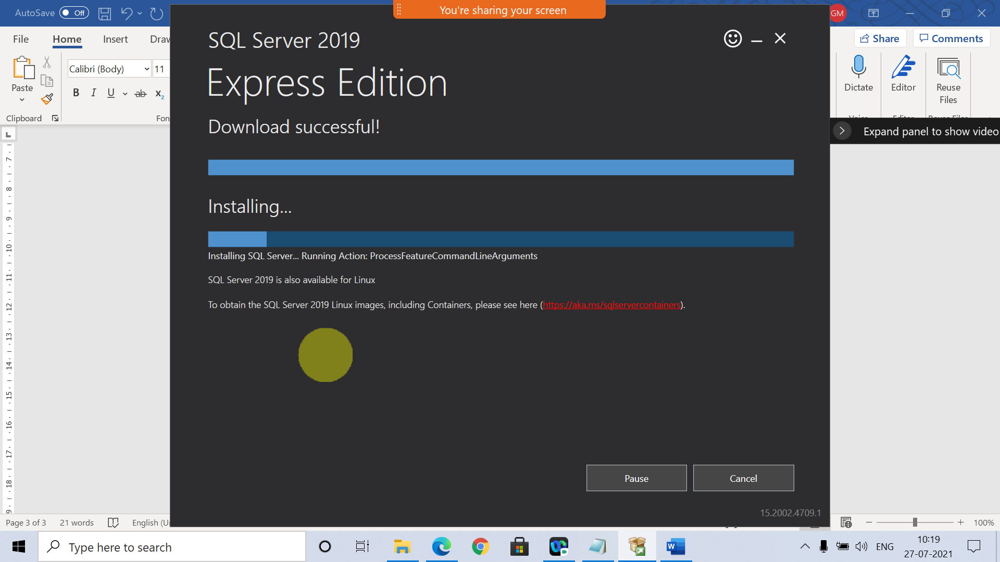 AutoSave Off
You're sharing your screen
GM
File Home Insert
Share Comments
SQL Server 2019
Express Edition
Calibri (Body) 11
Paste
B I U ab x2
Dictate Editor Reuse
Files
Clipboard
Download successful!
Expand panel to show video
Installing...
Installing SQL Server... Running Action: ProcessFeatureCommandLineArguments
SQL Server 2019 is also available for Linux
To obtain the SQL Server 2019 Linux images, including Containers, please see here (https://aka.ms/sqlservercontainers).
7
8
9
10
11
12
13
14
15
16
17
18
Pause Cancel
15.2002.4709.1
Page 3 of 3 21 words English
100%
Type here to search
W
ENG
10:19
27-07-2021